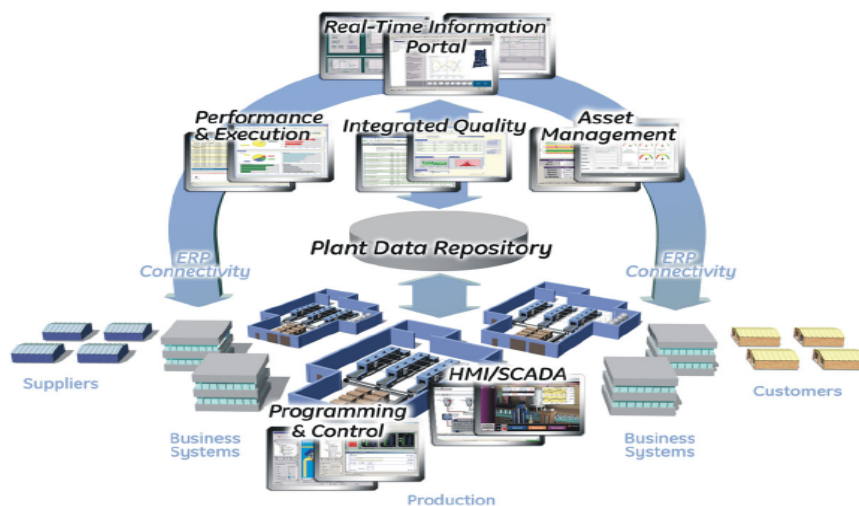 Real-Time Information
Portal
Performance
& Execution
Integrated Quality
Asset
Management
Plant Data Repository
ERP
Connectivity
ERP
Connectivity
Suppliers
Customers
HMI/SCADA
Programming
& Control
Business
Systems
Business
Systems
Production